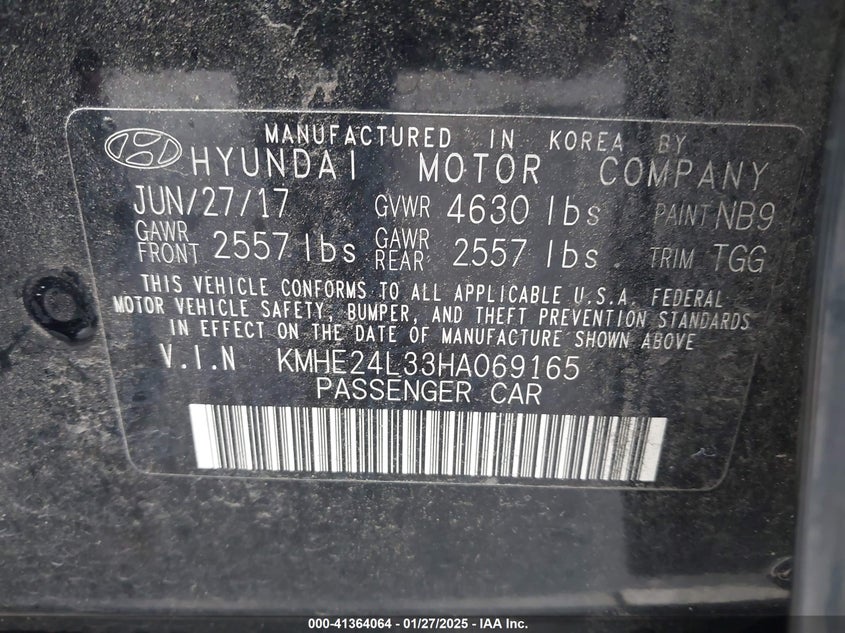 MANUFACTURED IN KOREA BY
HYUNDAI MOTOR COMPANY
JUN/27/17 GVWR 4630 lbs PAINT NB9
GAWR FRONT 2557 lbs GAWR REAR 2557 lbs TRIM TGG
THIS VEHICLE CONFORMS TO ALL APPLICABLE U.S.A. FEDERAL
MOTOR VEHICLE SAFETY, BUMPER, AND THEFT PREVENTION STANDARDS
IN EFFECT ON THE DATE OF MANUFACTURE SHOWN ABOVE
V.I.N KMHE24L33HA069165
PASSENGER CAR
000-41364064 - 01/27/2025 - IAA Inc.